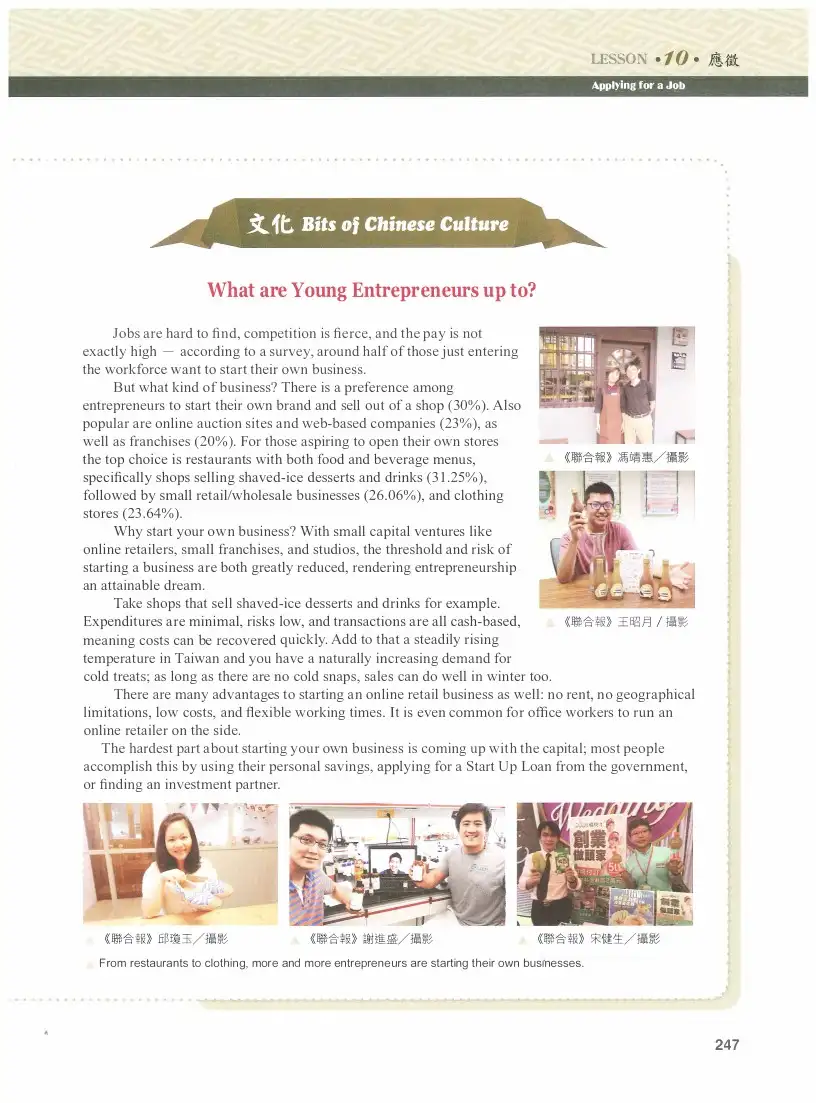 LESSON • 10 • 應徵
Applying for a Job
文化 Bits of Chinese Culture
What are Young Entrepreneurs up to?
Jobs are hard to find, competition is fierce, and the pay is not
exactly high — according to a survey, around half of those just entering
the workforce want to start their own business.
But what kind of business? There is a preference among
entrepreneurs to start their own brand and sell out of a shop (30%). Also
popular are online auction sites and web-based companies (23%), as
well as franchises (20%). For those aspiring to open their own stores
the top choice is restaurants with both food and beverage menus,
specifically shops selling shaved-ice desserts and drinks (31.25%),
followed by small retail/wholesale businesses (26.06%), and clothing
stores (23.64%).
Why start your own business? With small capital ventures like
online retailers, small franchises, and studios, the threshold and risk of
starting a business are both greatly reduced, rendering entrepreneurship
an attainable dream.
Take shops that sell shaved-ice desserts and drinks for example.
Expenditures are minimal, risks low, and transactions are all cash-based,
meaning costs can be recovered quickly. Add to that a steadily rising
temperature in Taiwan and you have a naturally increasing demand for
cold treats; as long as there are no cold snaps, sales can do well in winter too.
There are many advantages to starting an online retail business as well: no rent, no geographical
limitations, low costs, and flexible working times. It is even common for office workers to run an
online retailer on the side.
The hardest part about starting your own business is coming up with the capital; most people
accomplish this by using their personal savings, applying for a Start Up Loan from the government,
or finding an investment partner.
▲ 《聯合報》馮靖惠／攝影
▲ 《聯合報》王昭月 / 攝影
Wedding
創業
做頭家
創業
做頭家
▲ 《聯合報》邱瓊玉／攝影
▲ 《聯合報》謝進盛／攝影
▲ 《聯合報》宋健生／攝影
▲ From restaurants to clothing, more and more entrepreneurs are starting their own businesses.
247